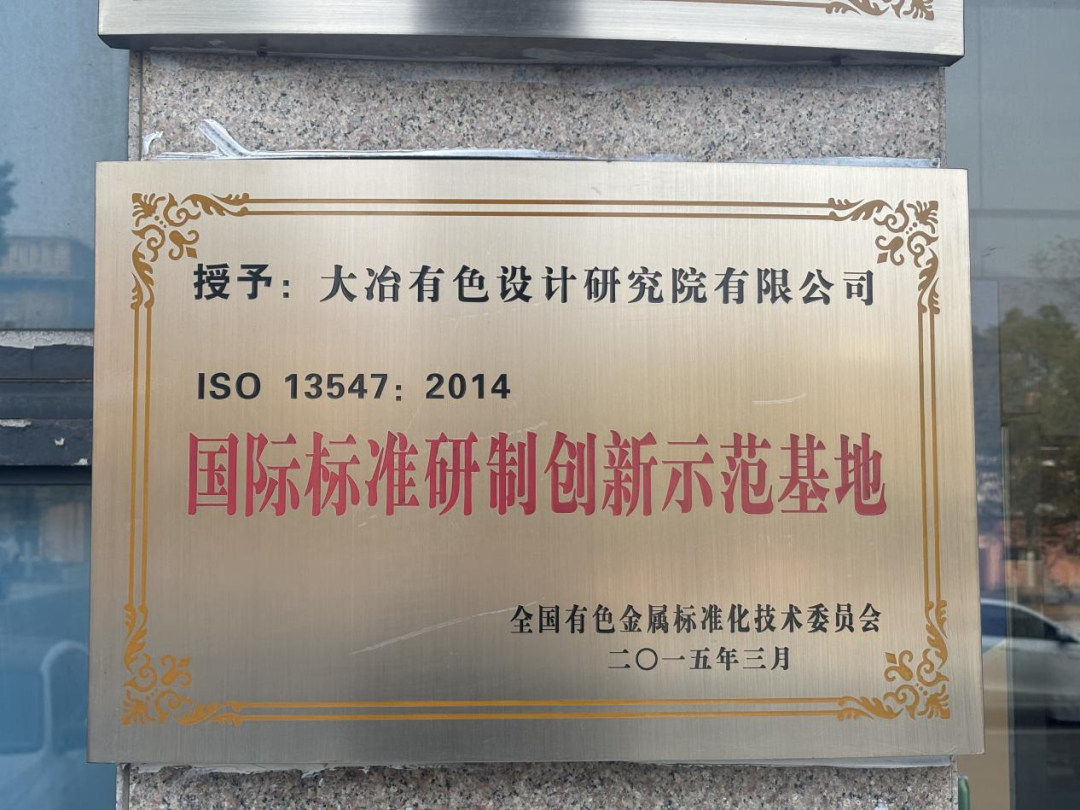 授予：大冶有色设计研究院有限公司
ISO 13547：2014
国际标准研制创新示范基地
全国有色金属标准化技术委员会
二〇一五年三月